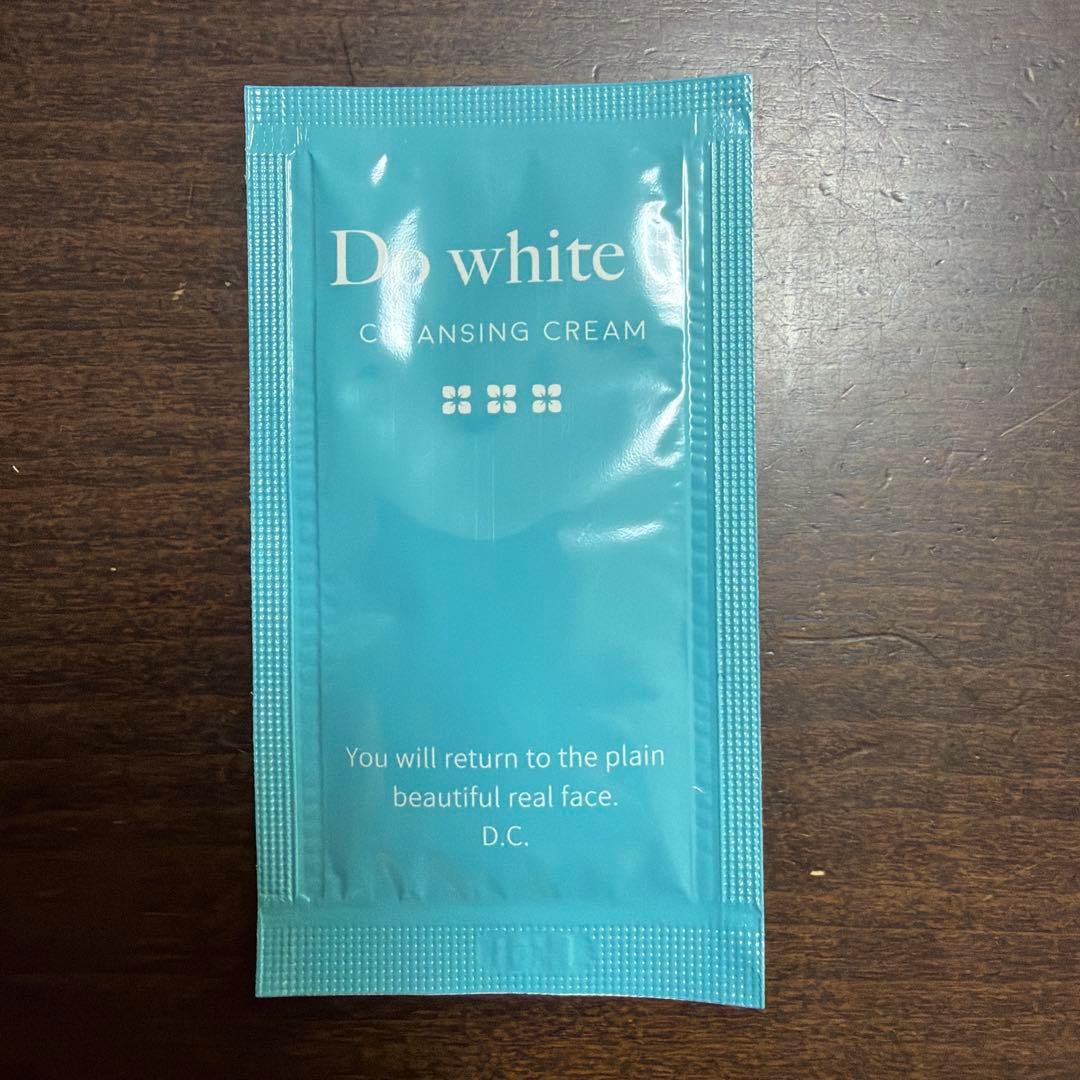 Do white
CLEANSING CREAM
You will return to the plain
beautiful real face.
D.C.